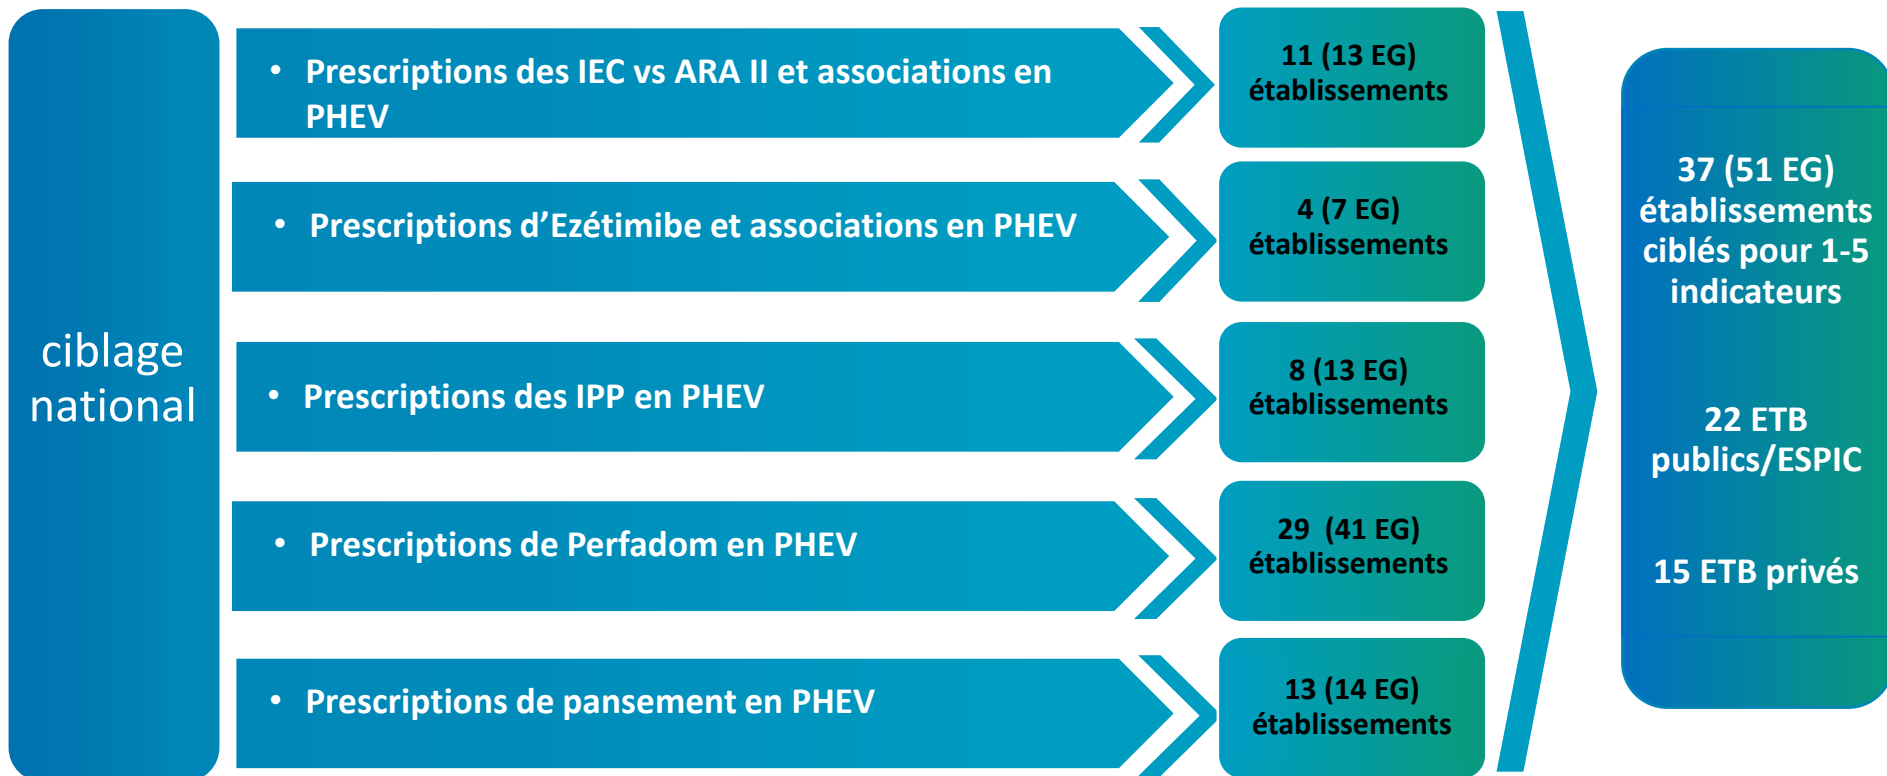 ciblage
national
• Prescriptions des IEC vs ARA II et associations en
PHEV
11 (13 EG)
établissements
• Prescriptions d’Ezétimibe et associations en PHEV
4 (7 EG)
établissements
• Prescriptions des IPP en PHEV
8 (13 EG)
établissements
• Prescriptions de Perfadom en PHEV
29 (41 EG)
établissements
• Prescriptions de pansement en PHEV
13 (14 EG)
établissements
37 (51 EG)
établissements
ciblés pour 1-5
indicateurs
22 ETB
publics/ESPIC
15 ETB privés